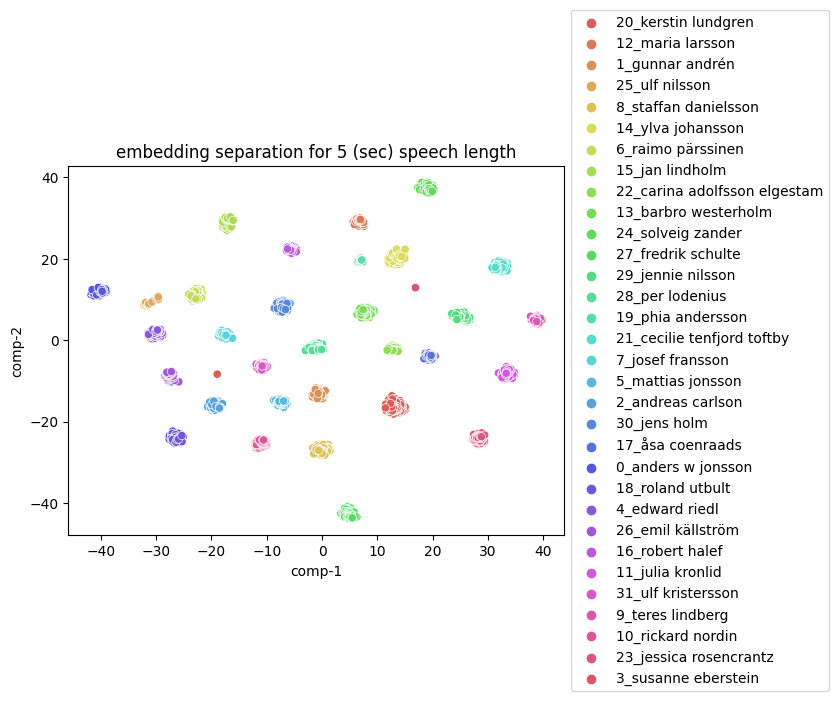 embedding separation for 5 (sec) speech length
40
20
0
−20
−40
comp-2
−40 −30 −20 −10 0 10 20 30 40
comp-1
20_kerstin lundgren
12_maria larsson
1_gunnar andrén
25_ulf nilsson
8_staffan danielsson
14_ylva johansson
6_raimo pärssinen
15_jan lindholm
22_carina adolfsson elgestam
13_barbro westerholm
24_solveig zander
27_fredrik schulte
29_jennie nilsson
28_per lodenius
19_phia andersson
21_cecilie tenfjord toftby
7_josef fransson
5_mattias jonsson
2_andreas carlson
30_jens holm
17_åsa coenraads
0_anders w jonsson
18_roland utbult
4_edward riedl
26_emil källström
16_robert halef
11_julia kronlid
31_ulf kristersson
9_teres lindberg
10_rickard nordin
23_jessica rosencrantz
3_susanne eberstein